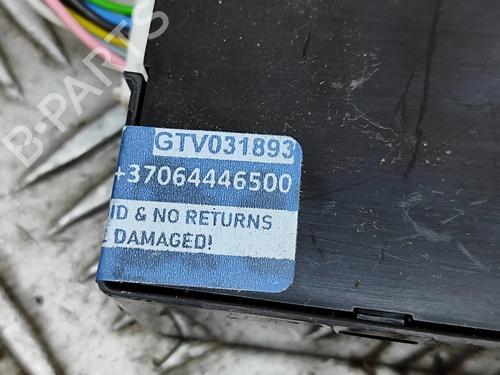 GTV031893
+37064446500
ID & NO RETURNS
DAMAGED!
B-PARTS